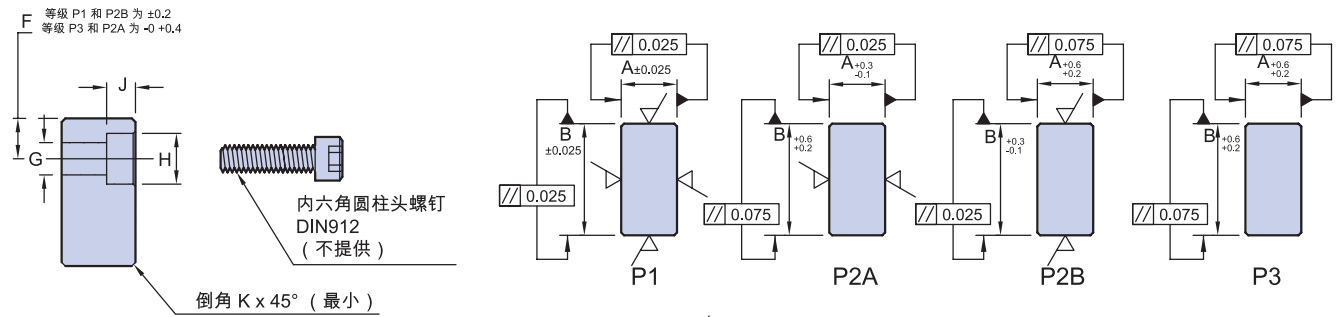 F 等级 P1 和 P2B 为 ±0.2
等级 P3 和 P2A 为 -0 +0.4
J
G
H
内六角圆柱头螺钉
DIN912
（不提供）
倒角 K x 45°（最小）
// 0.025
A±0.025
B
±0.025
// 0.025
P1
// 0.025
A +0.3
-0.1
B +0.6
+0.2
// 0.075
P2A
// 0.075
A +0.6
+0.2
B +0.3
-0.1
// 0.025
P2B
// 0.075
A +0.6
+0.2
B +0.6
+0.2
// 0.075
P3